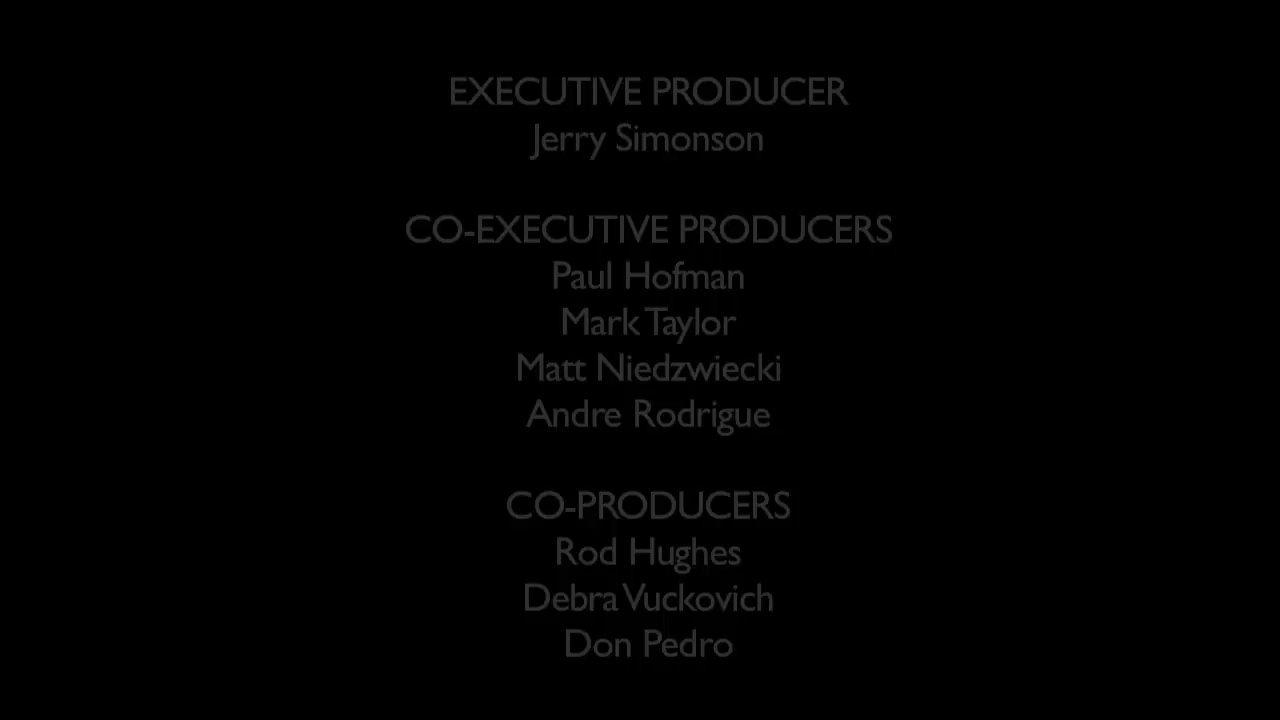 EXECUTIVE PRODUCER
Jerry Simonson
CO-EXECUTIVE PRODUCERS
Paul Hofman
Mark Taylor
Matt Niedzwiecki
Andre Rodrigue
CO-PRODUCERS
Rod Hughes
Debra Vuckovich
Don Pedro